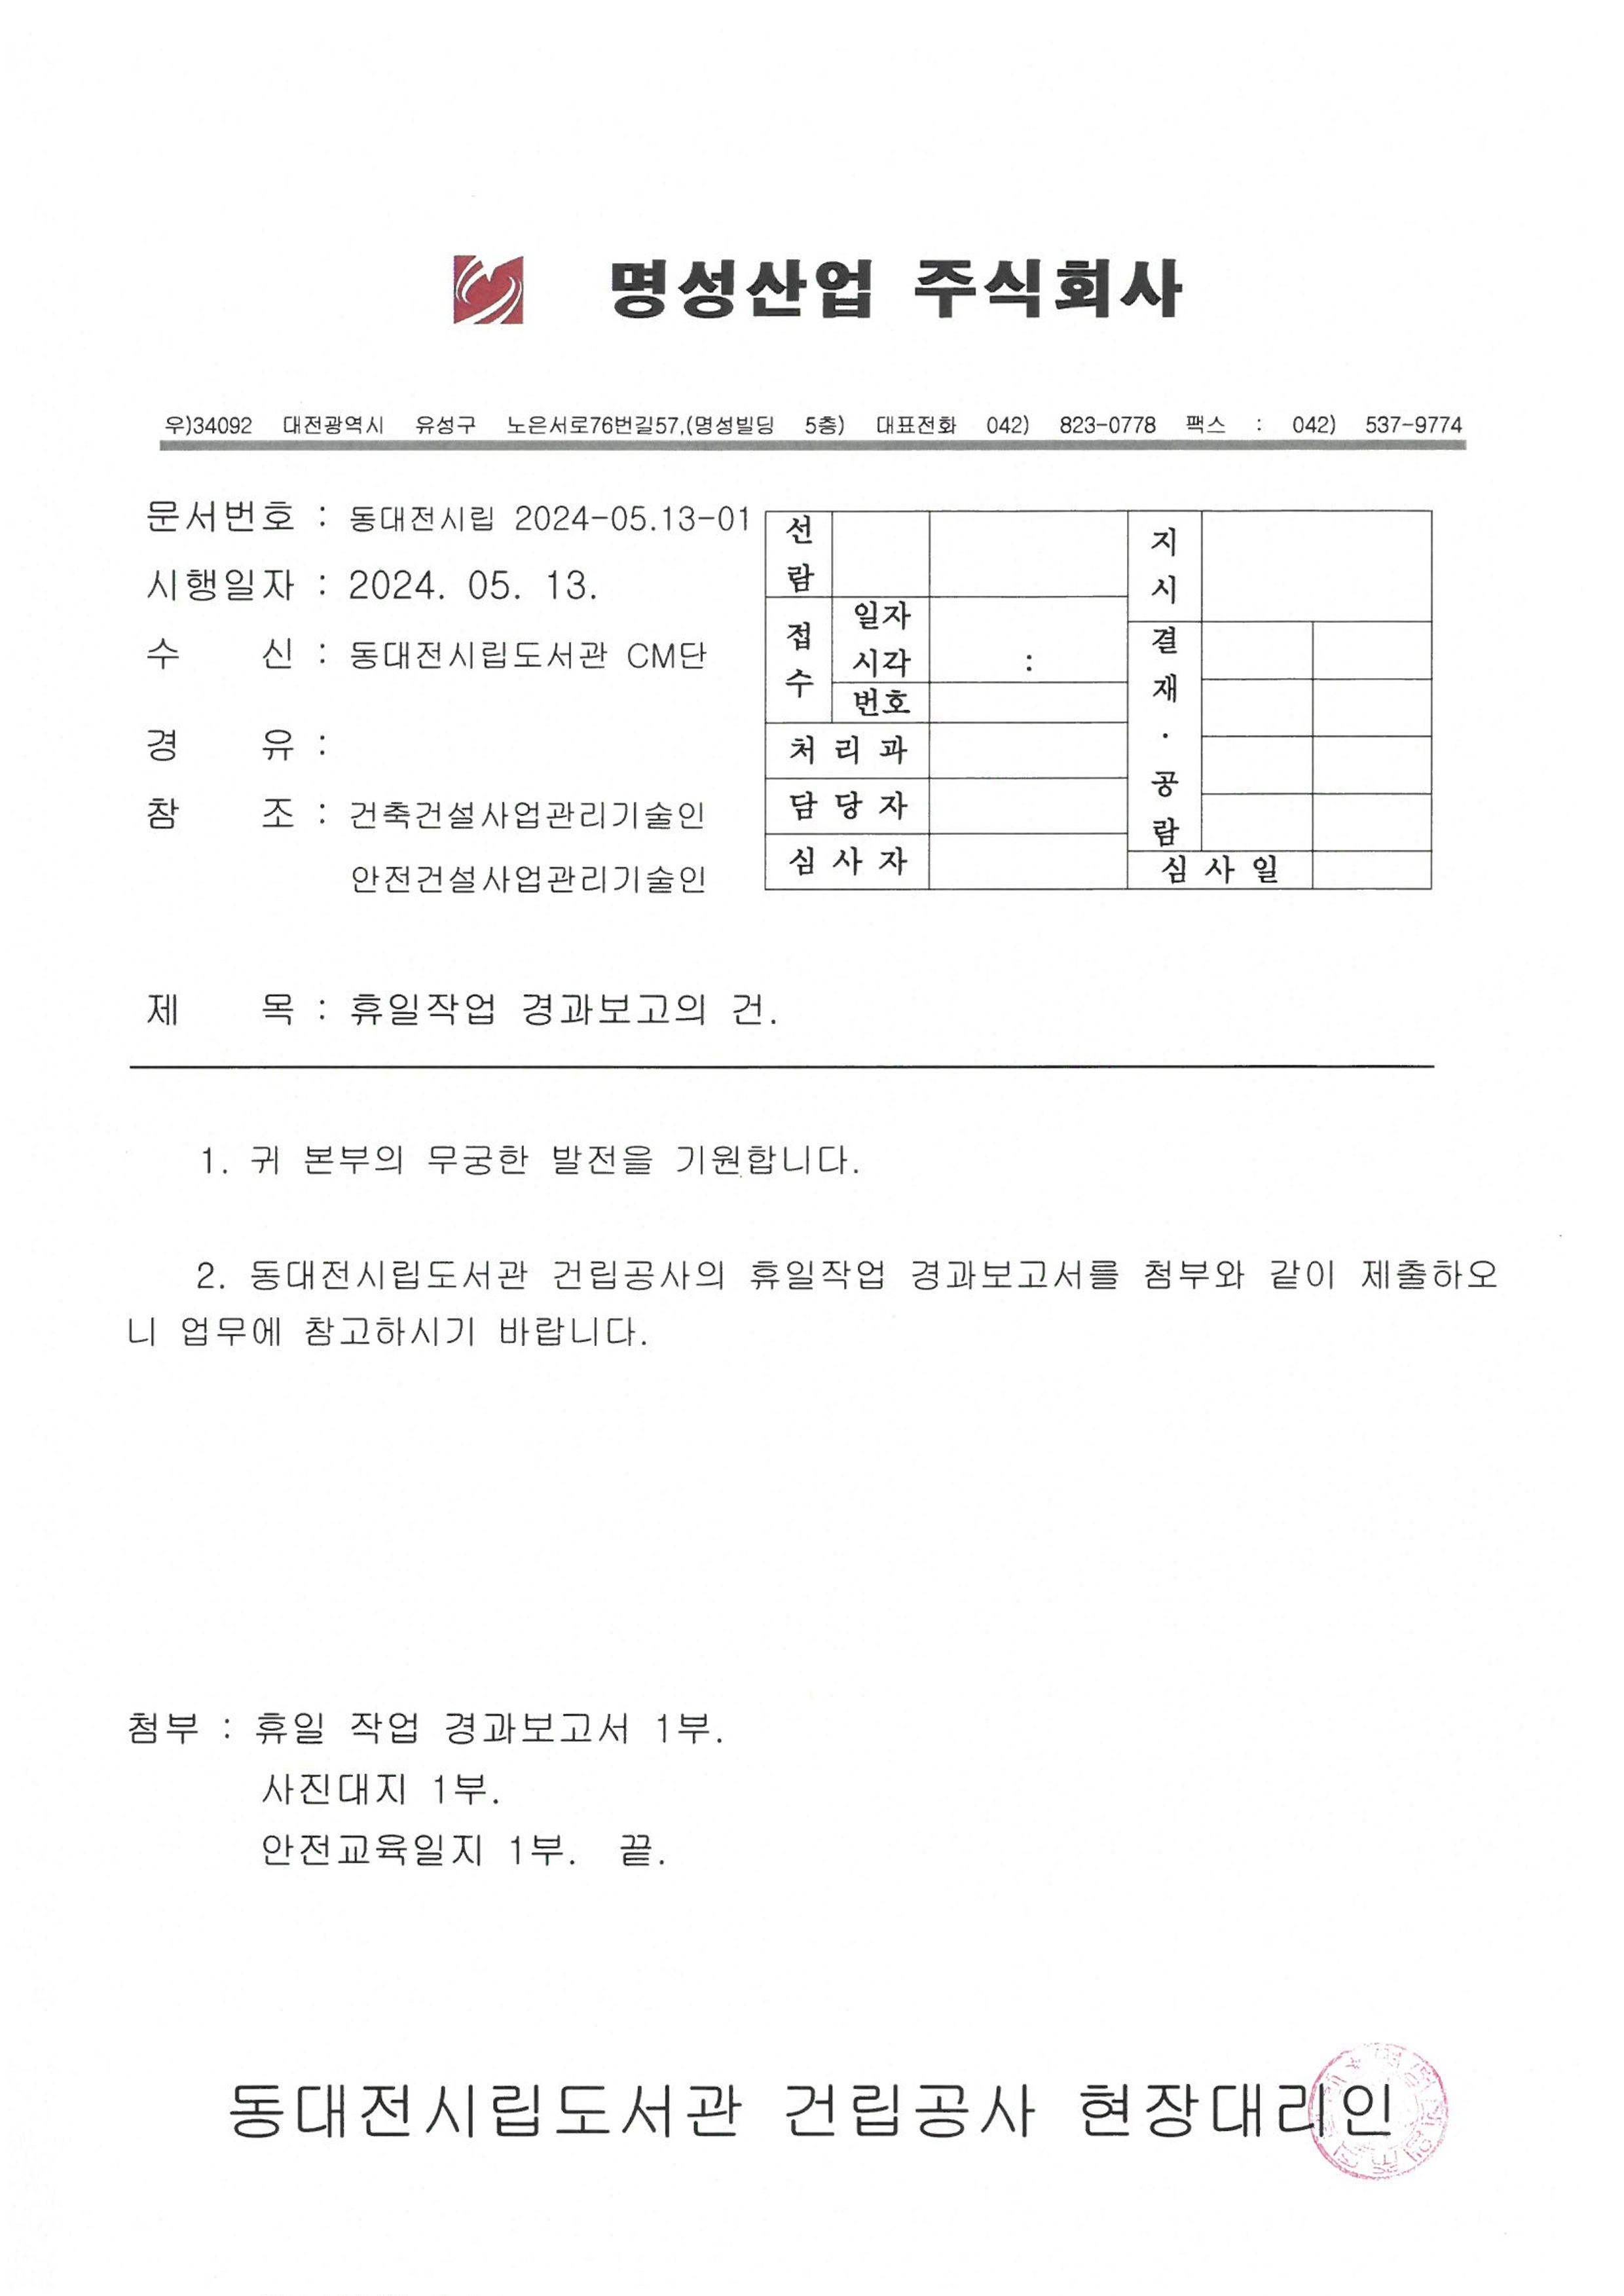 명성산업 주식회사
우)34092 대전광역시 유성구 노은서로76번길57,(명성빌딩 5층) 대표전화 042) 823-0778 팩스 : 042) 537-9774
문서번호 : 동대전시립 2024-05.13-01
시행일자 : 2024. 05. 13.
수 신 : 동대전시립도서관 CM단
경 유 :
참 조 : 건축건설사업관리기술인
안전건설사업관리기술인
선람
지시
접수
일자
시각 :
번호
결재·공람
처리과
담당자
심사자
심사일
제 목 : 휴일작업 경과보고의 건.
1. 귀 본부의 무궁한 발전을 기원합니다.
2. 동대전시립도서관 건립공사의 휴일작업 경과보고서를 첨부와 같이 제출하오
니 업무에 참고하시기 바랍니다.
첨부 : 휴일 작업 경과보고서 1부.
사진대지 1부.
안전교육일지 1부. 끝.
동대전시립도서관 건립공사 현장대리인